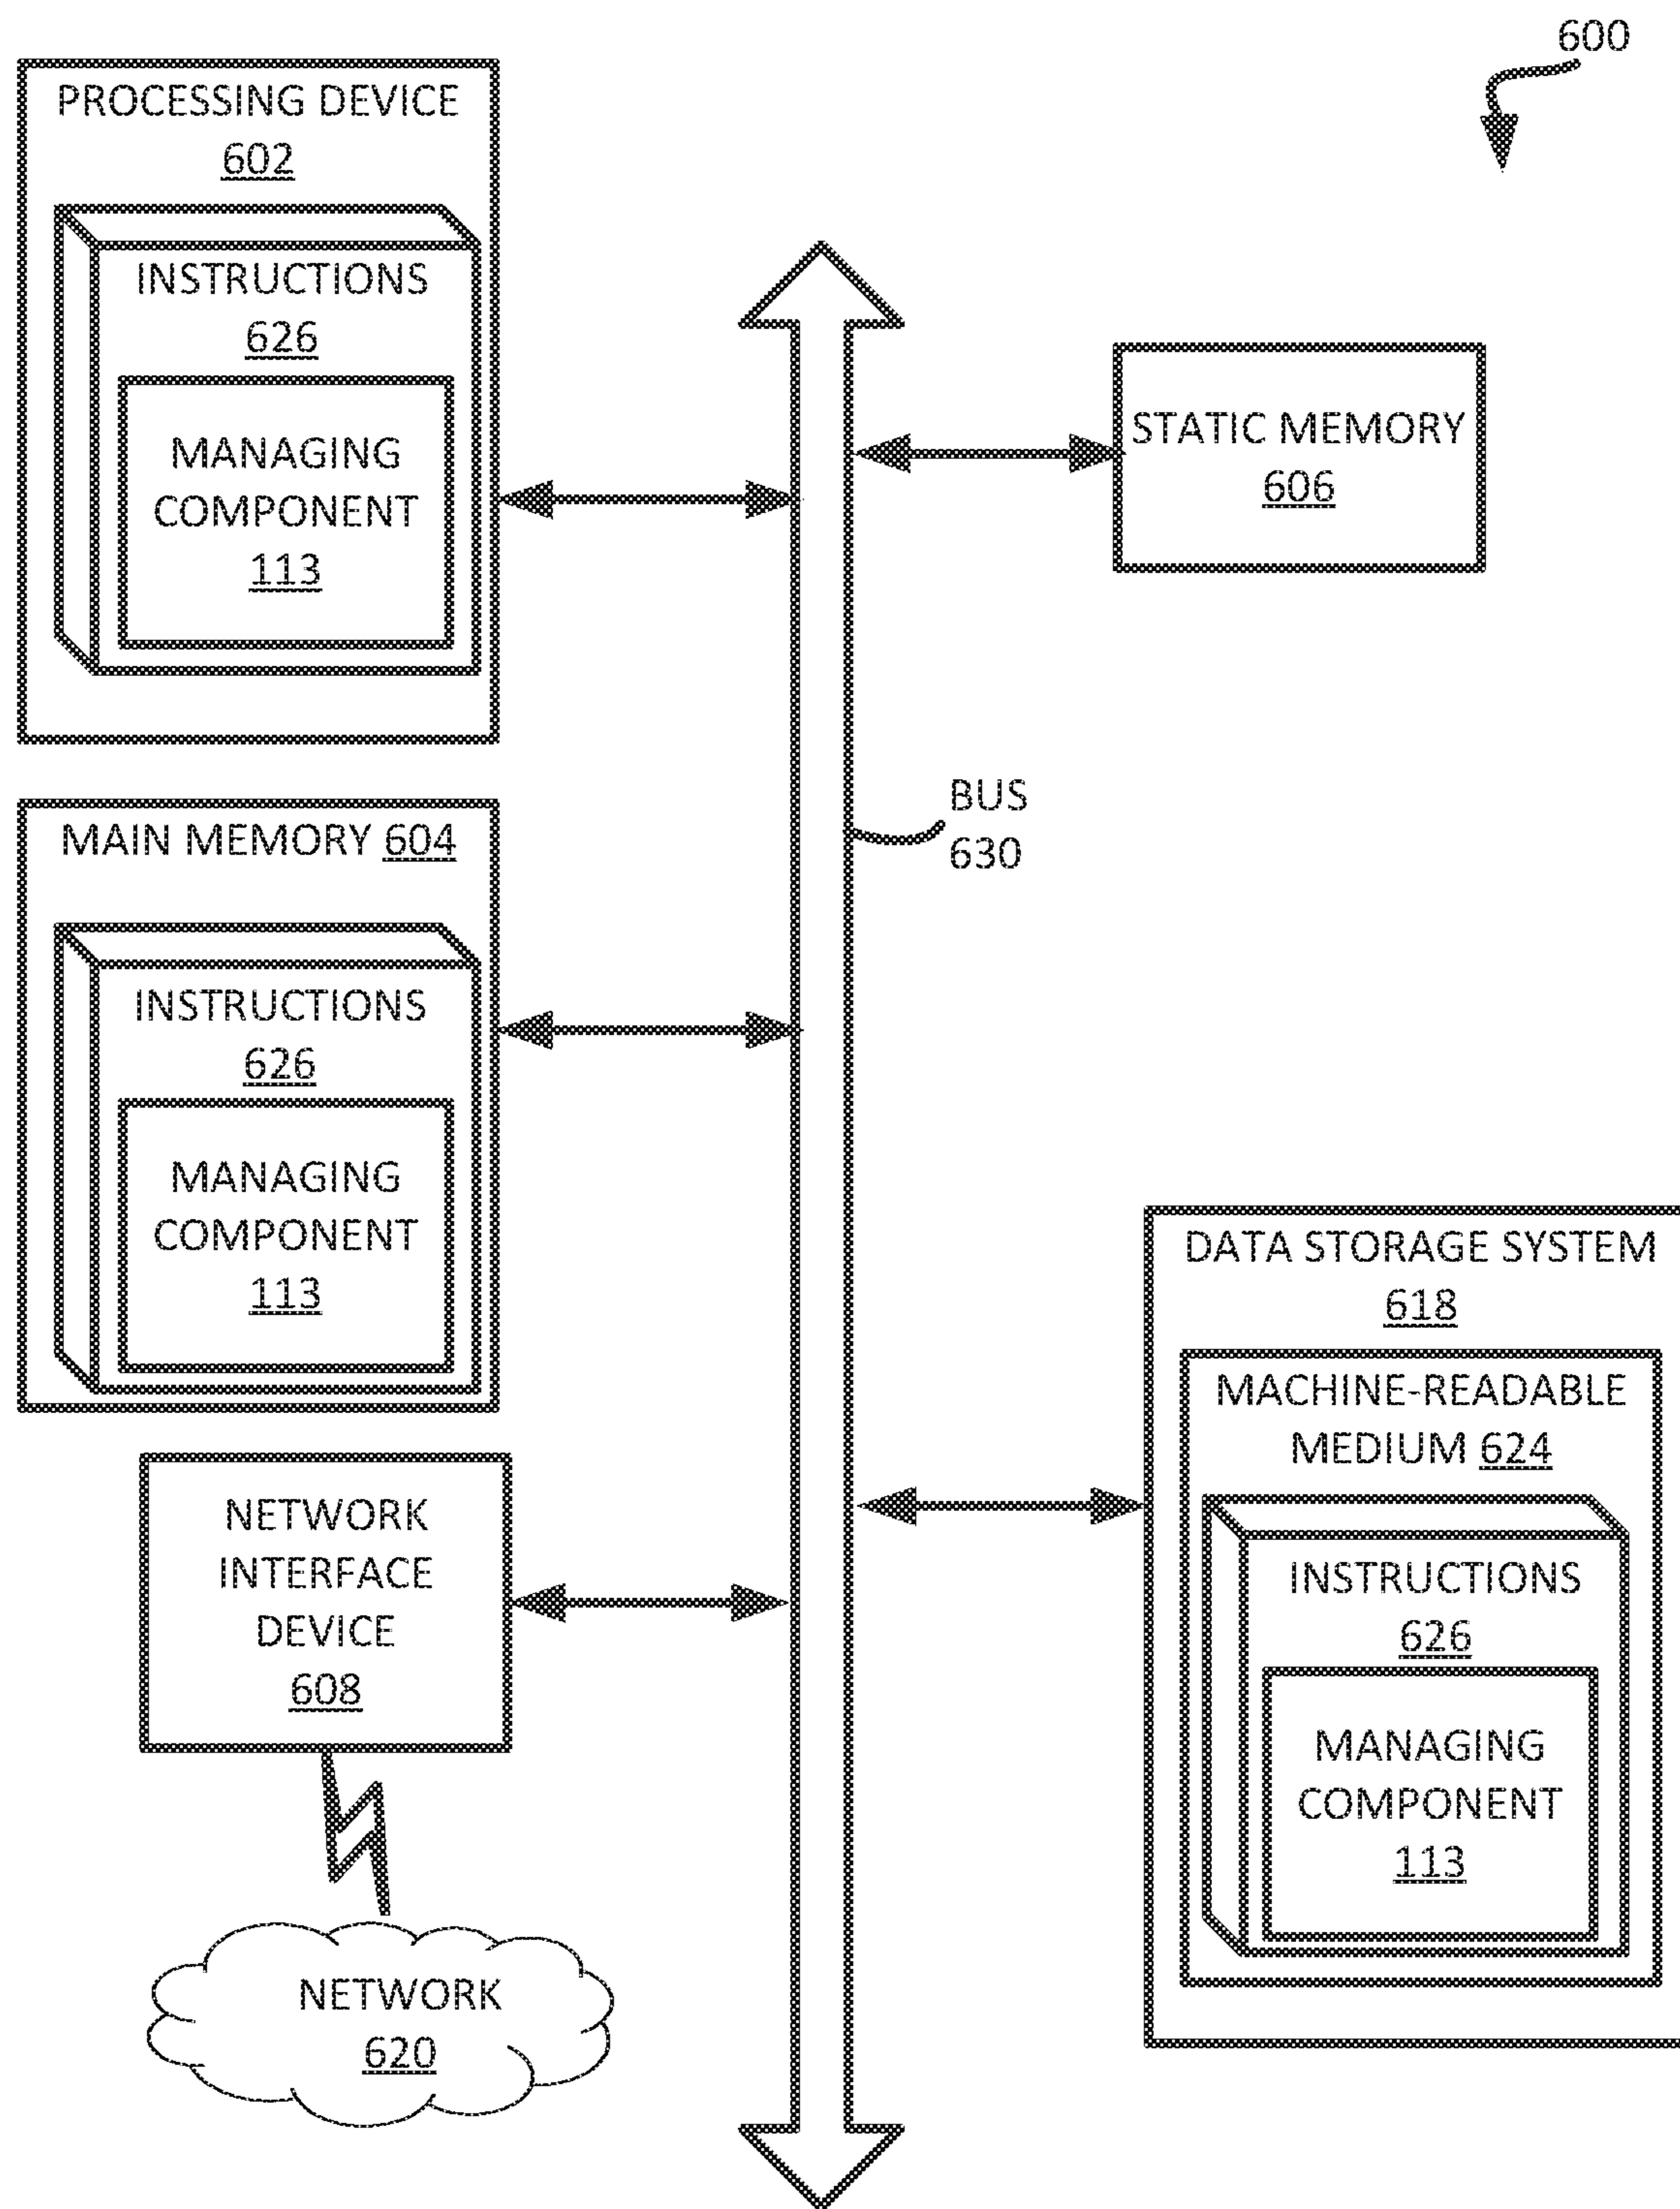 600
PROCESSING DEVICE
602
INSTRUCTIONS
626
MANAGING
COMPONENT
113
STATIC MEMORY
606
BUS
630
MAIN MEMORY 604
INSTRUCTIONS
626
MANAGING
COMPONENT
113
DATA STORAGE SYSTEM
618
MACHINE-READABLE
MEDIUM 624
INSTRUCTIONS
626
MANAGING
COMPONENT
113
NETWORK
INTERFACE
DEVICE
608
NETWORK
620